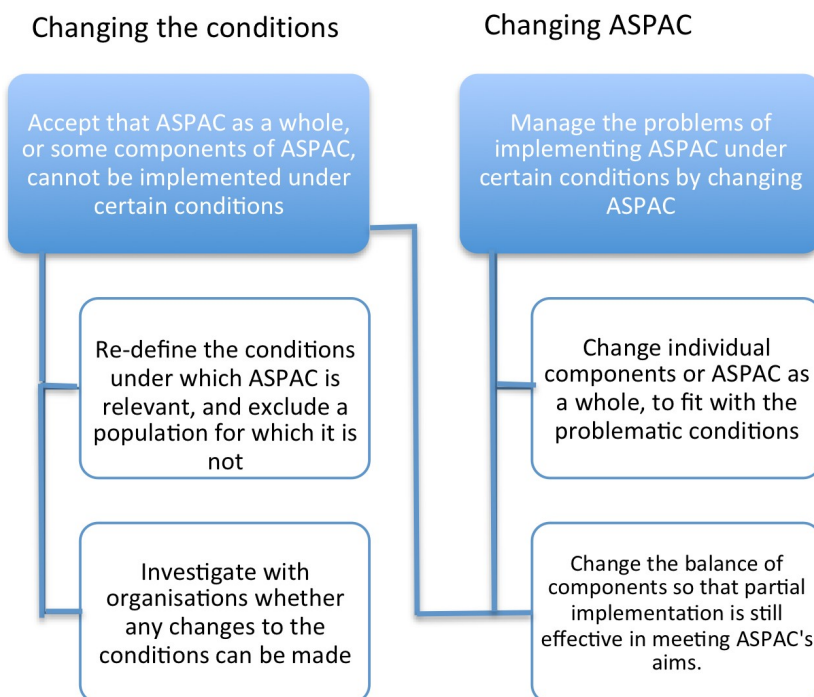 Changing the conditions
Changing ASPAC
Accept that ASPAC as a whole,
or some components of ASPAC,
cannot be implemented under
certain conditions
Manage the problems of
implementing ASPAC under
certain conditions by changing
ASPAC
Re-define the conditions
under which ASPAC is
relevant, and exclude a
population for which it is
not
Change individual
components or ASPAC as
a whole, to fit with the
problematic conditions
Investigate with
organisations whether
any changes to the
conditions can be made
Change the balance of
components so that partial
implementation is still
effective in meeting ASPAC's
aims.